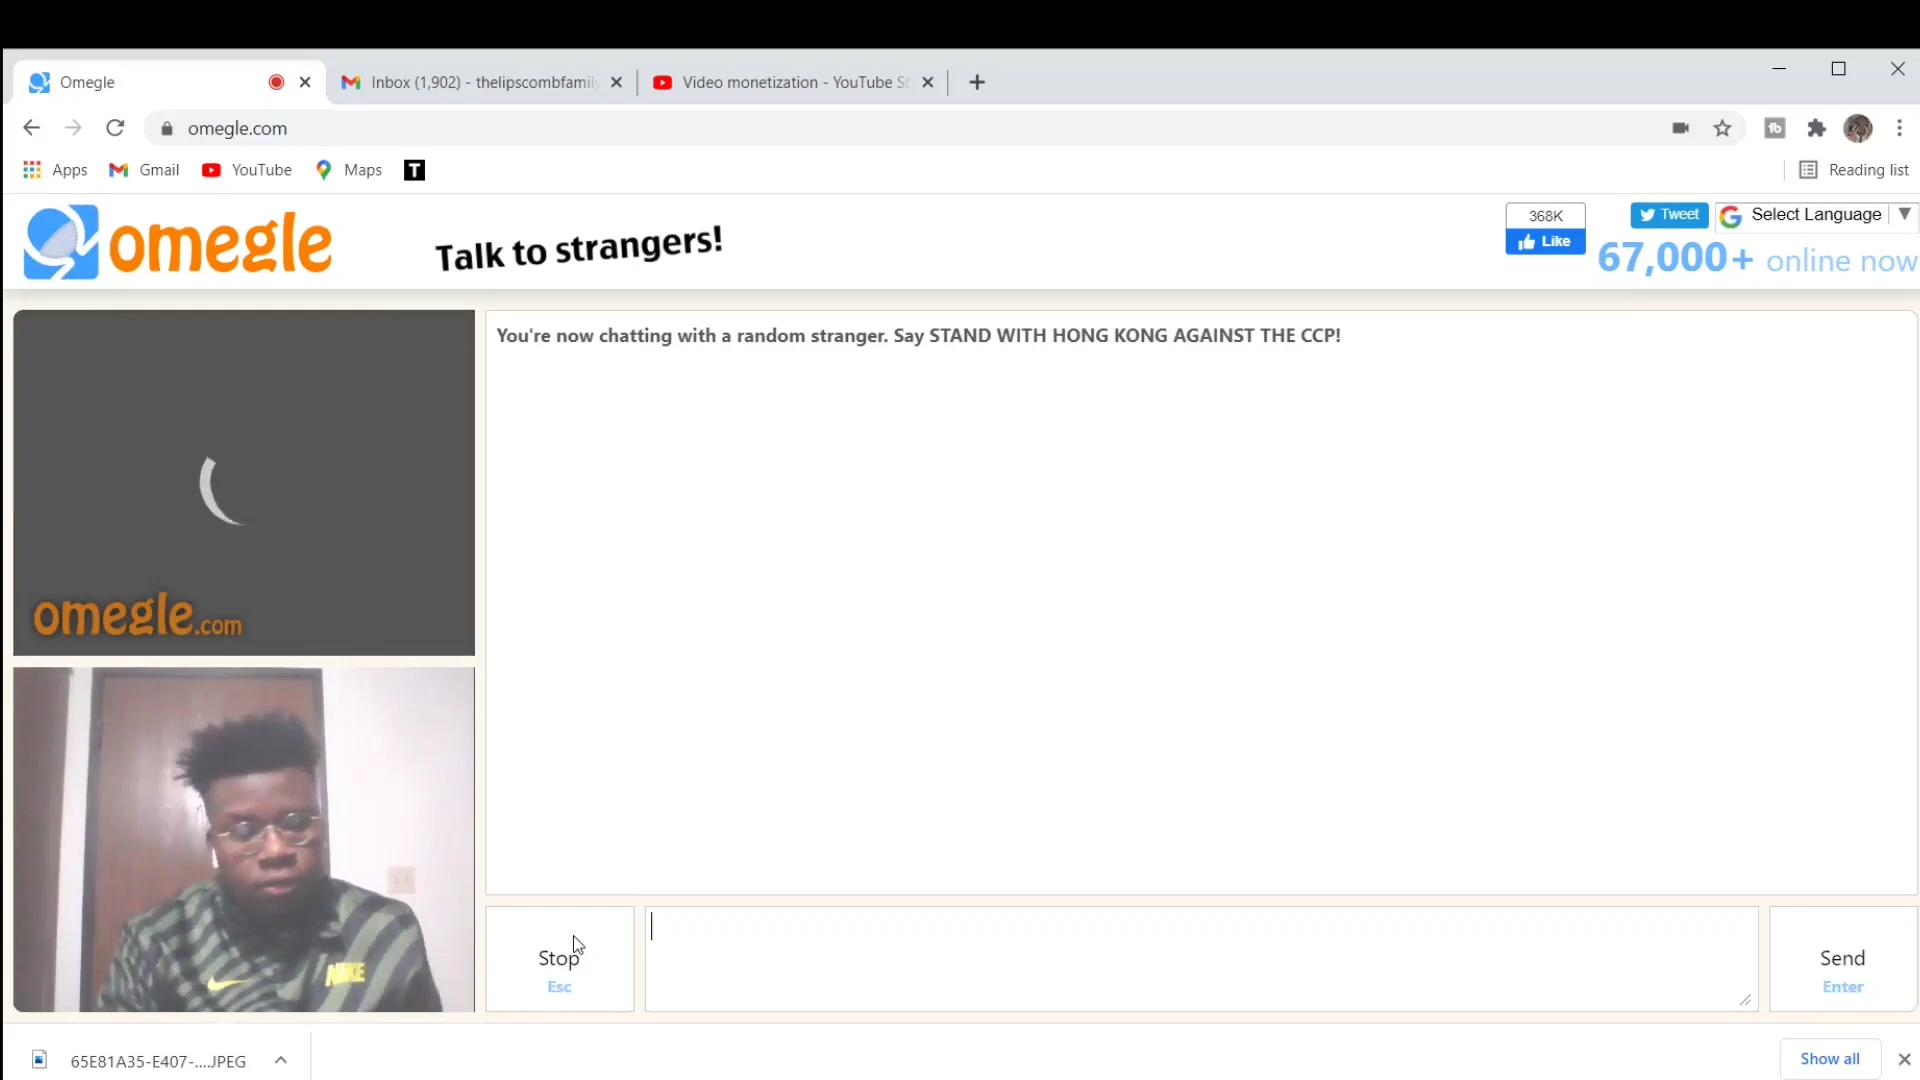 Omegle
Inbox (1,902) - thelipscombfamily
Video monetization - YouTube St
omegle.com
Apps
Gmail
YouTube
Maps
T
Reading list
omegle
Talk to strangers!
368K
Like
Tweet
G Select Language
67,000+ online now
You're now chatting with a random stranger. Say STAND WITH HONG KONG AGAINST THE CCP!
omegle.com
NIKE
Stop
Esc
Send
Enter
65E81A35-E407-....JPEG
Show all